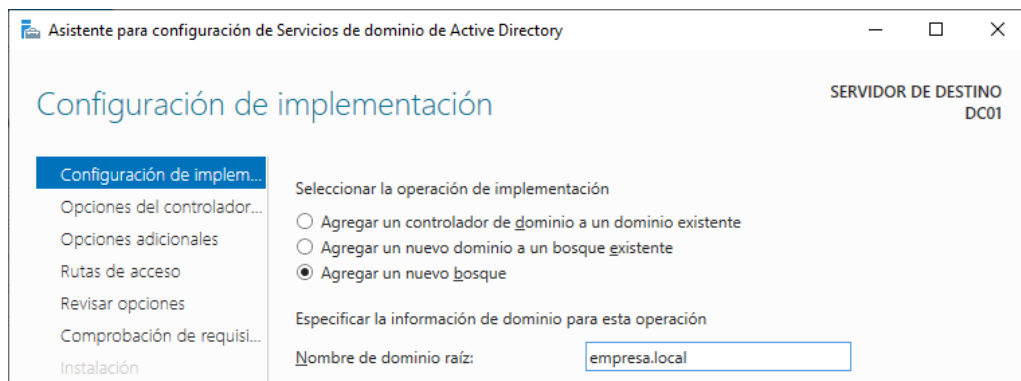 Asistente para configuración de Servicios de dominio de Active Directory
Configuración de implementación
SERVIDOR DE DESTINO
DC01
Configuración de implem...
Opciones del controlador...
Opciones adicionales
Rutas de acceso
Revisar opciones
Comprobación de requisi...
Instalación
Seleccionar la operación de implementación
Agregar un controlador de dominio a un dominio existente
Agregar un nuevo dominio a un bosque existente
Agregar un nuevo bosque
Especificar la información de dominio para esta operación
Nombre de dominio raíz: empresa.local